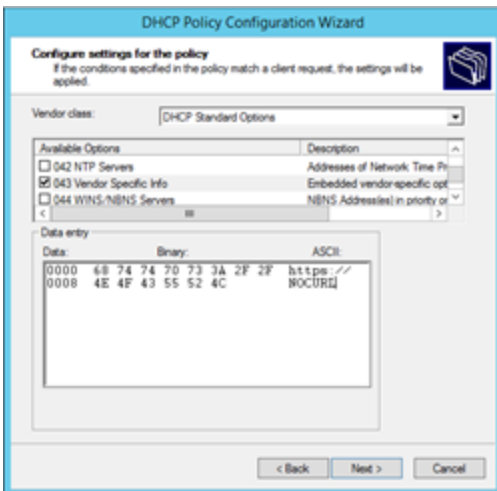 DHCP Policy Configuration Wizard
Configure settings for the policy
If the conditions specified in the policy match a client request, the settings will be
applied.
Vendor class: DHCP Standard Options
Available Options Description
042 NTP Servers Addresses of Network Time Pr
043 Vendor Specific Info Embedded vendor-specific opt
044 WINS/NBNS Servers NBNS Address(es) in priority or
Data entry
Data: Binary: ASCII:
0000 68 74 74 70 73 3A 2F 2F https://
0008 4E 4F 43 55 52 4C NOCURL
< Back Next > Cancel